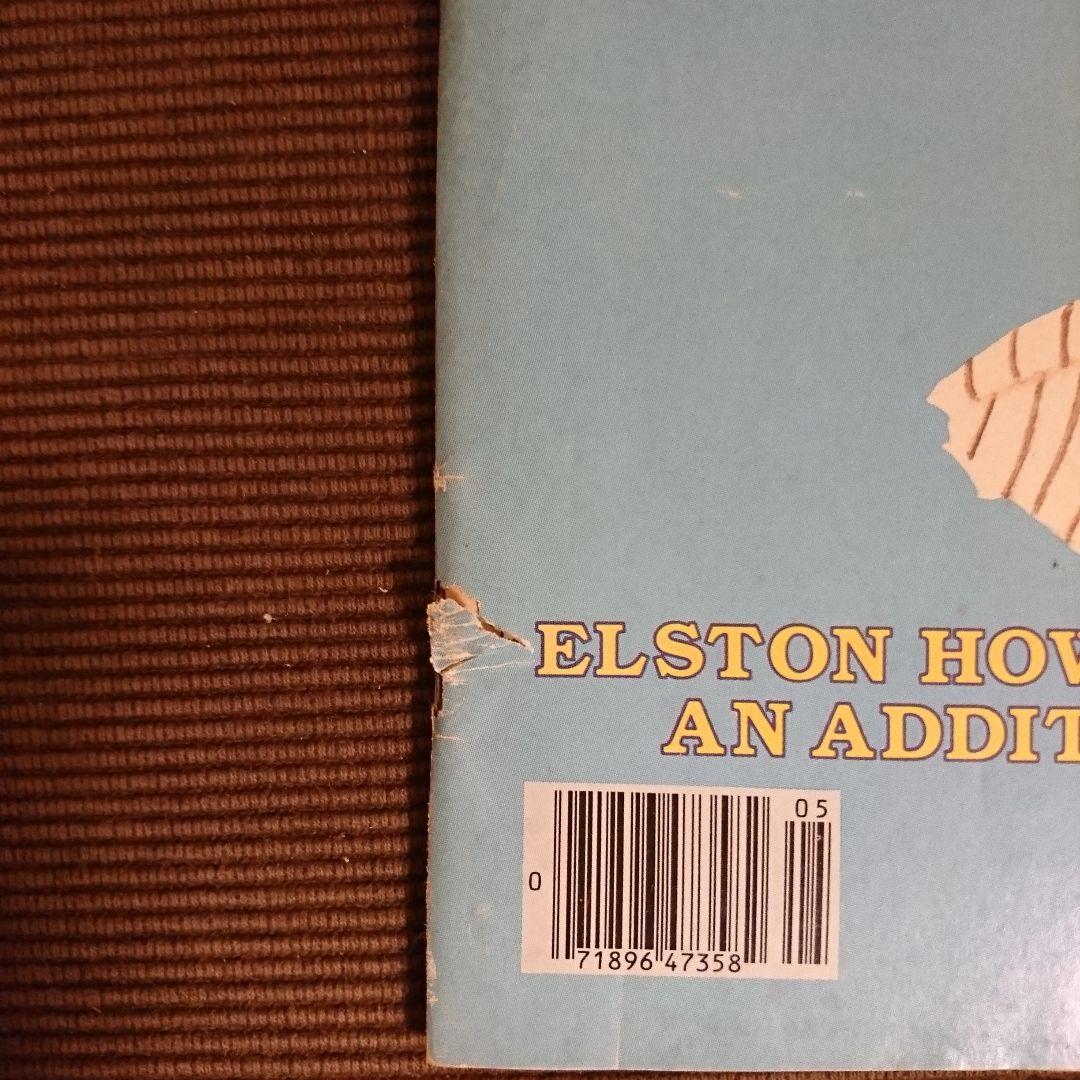 ELSTON HOW
AN ADDIT
05
0
71896 47358